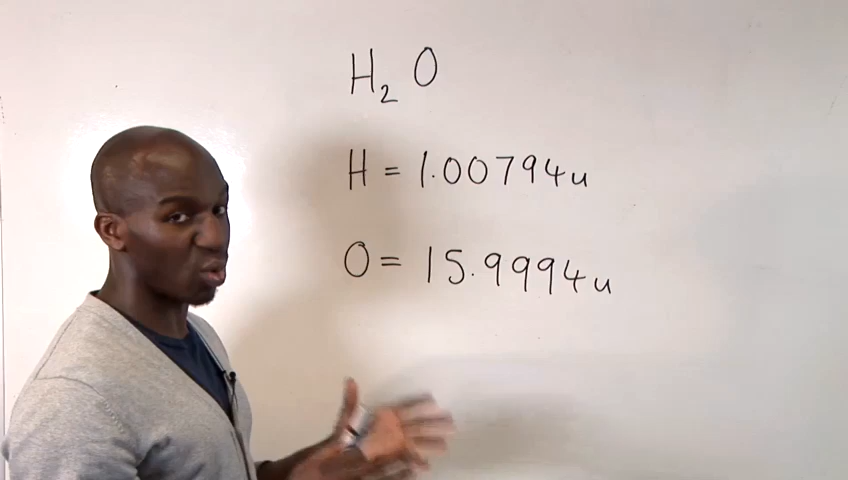 H₂O
H = 1.00794u
O = 15.9994u